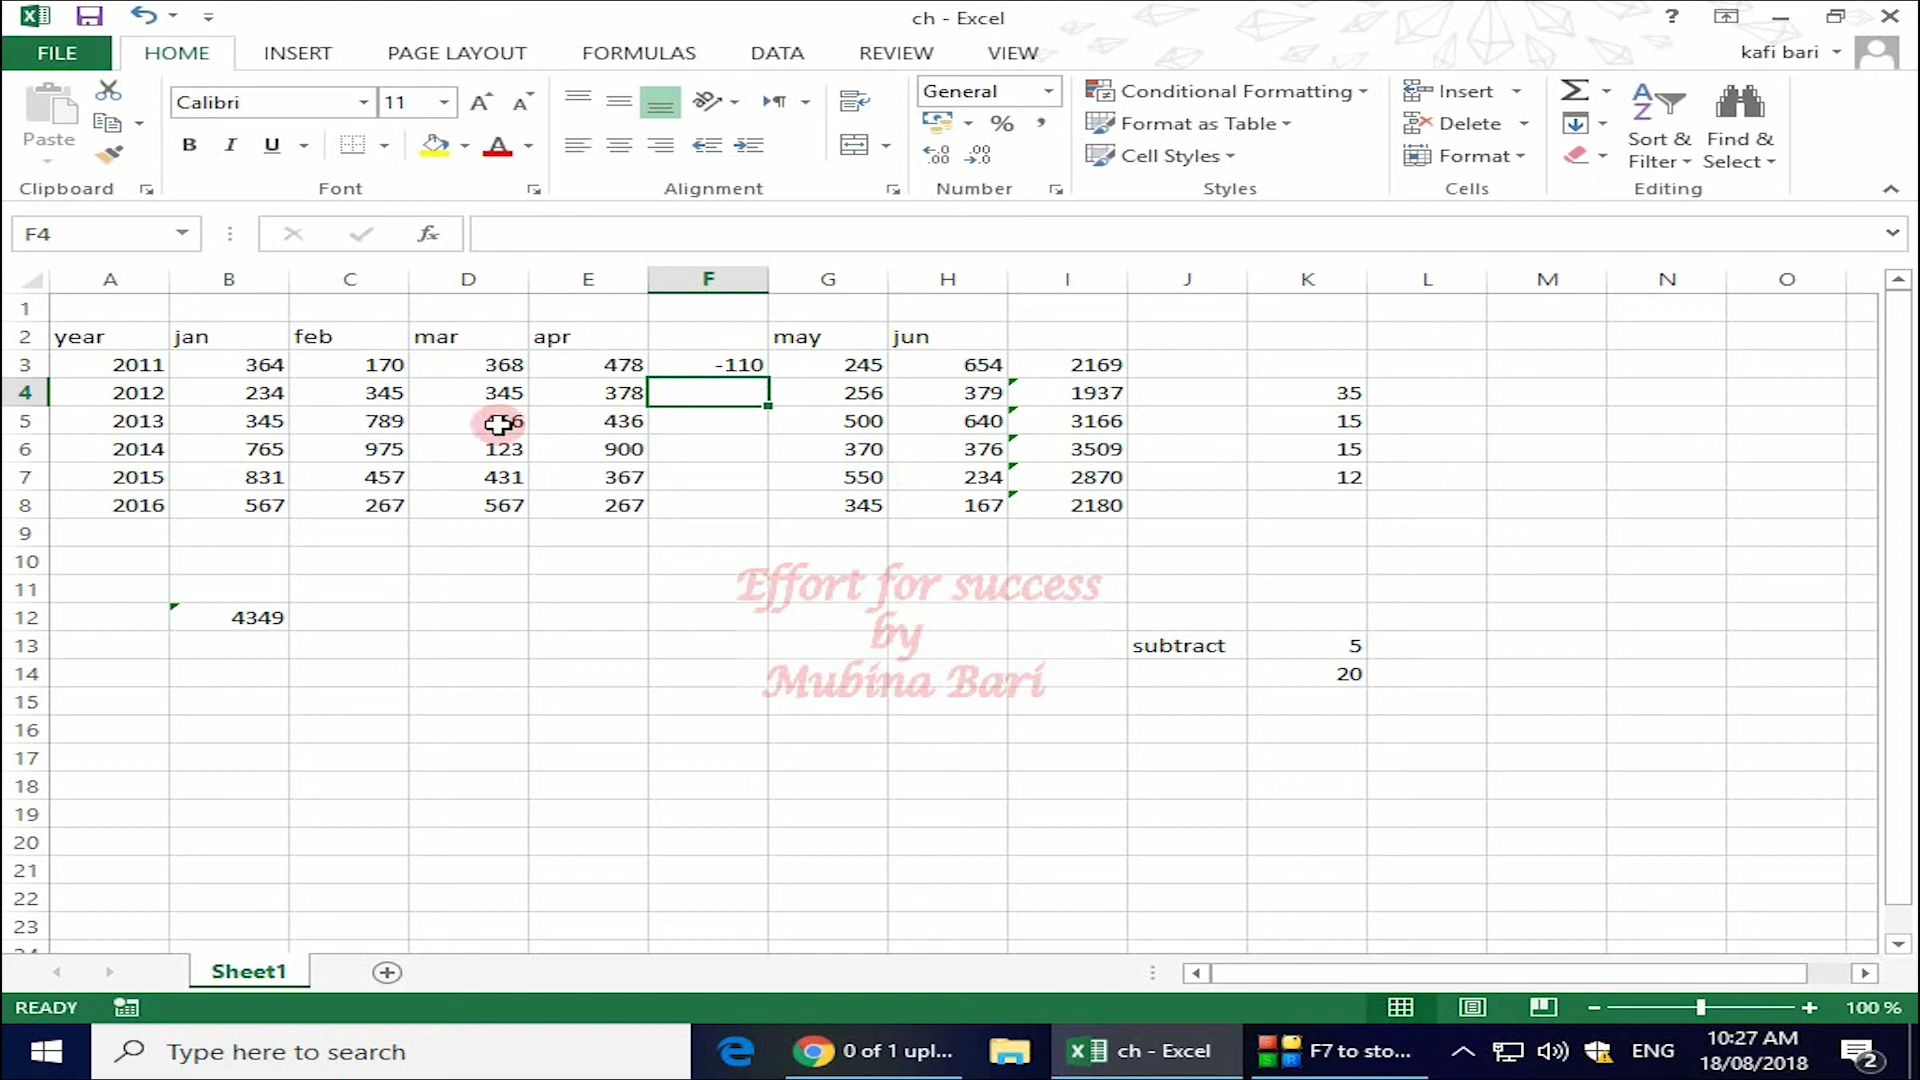 ch - Excel
FILE HOME INSERT PAGE LAYOUT FORMULAS DATA REVIEW VIEW kafi bari
Calibri 11 General Conditional Formatting Insert
Paste B I U % Format as Table Delete Sort & Find &
Cell Styles Format Filter Select
Clipboard Font Alignment Number Styles Cells Editing
F4 fx
A B C D E F G H I J K L M N O
1
2 year jan feb mar apr may jun
3 2011 364 170 368 478 -110 245 654 2169
4 2012 234 345 345 378 256 379 1937 35
5 2013 345 789 436 500 640 3166 15
6 2014 765 975 123 900 370 376 3509 15
7 2015 831 457 431 367 550 234 2870 12
8 2016 567 267 567 267 345 167 2180
9
10
11
Effort for success
12 4349
by
13 subtract 5
14 20
Mubina Bari
15
16
17
18
19
20
21
22
23
Sheet1
READY 100 %
Type here to search 0 of 1 upl... ch - Excel F7 to sto... ENG 10:27 AM
18/08/2018 2